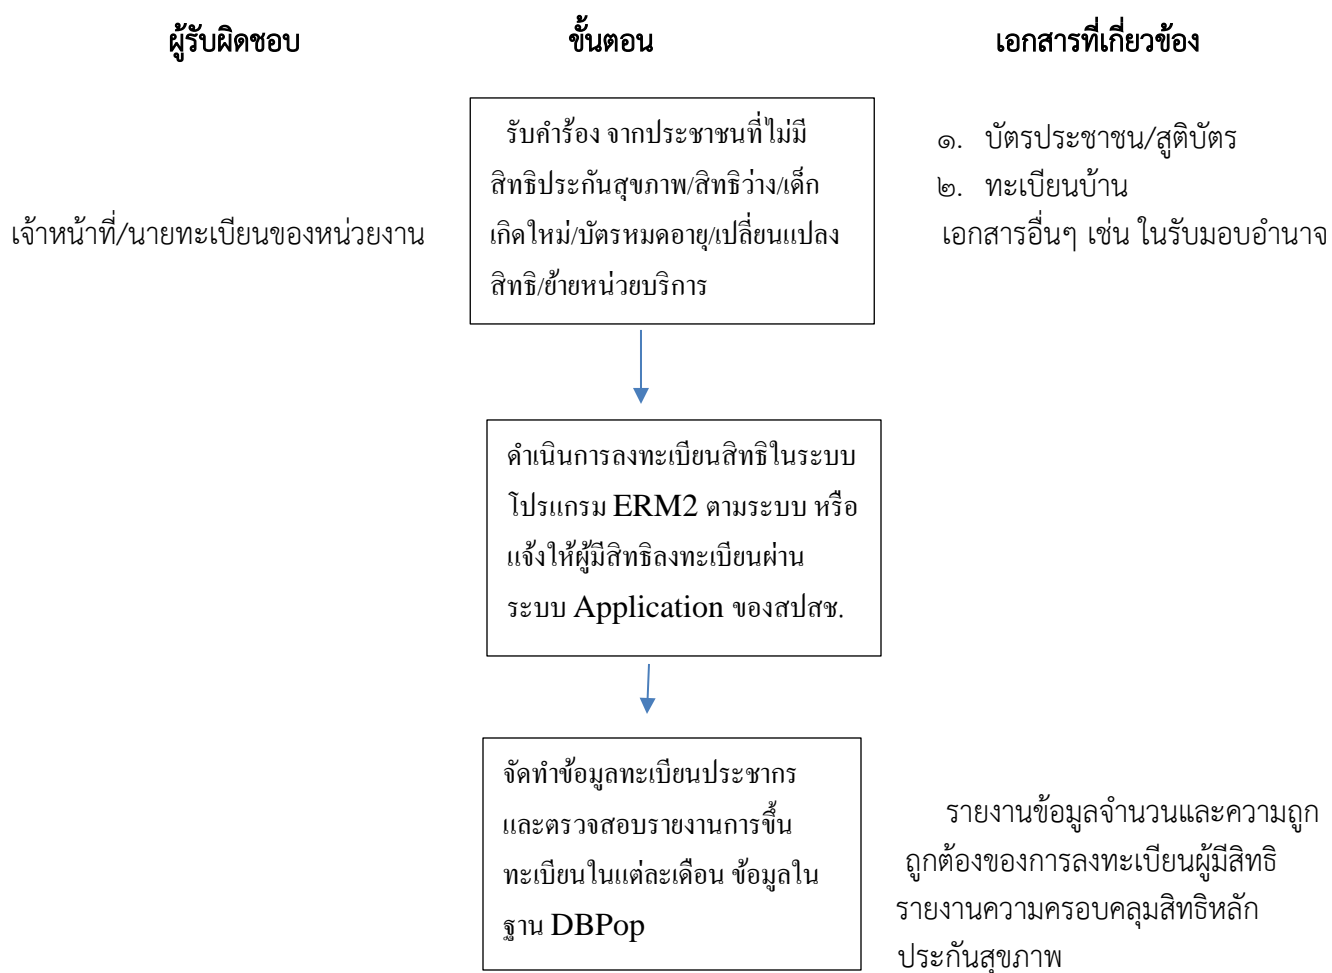 ผู้รับผิดชอบ ขั้นตอน เอกสารที่เกี่ยวข้อง
รับคำร้อง จากประชาชนที่ไม่มี
สิทธิประกันสุขภาพ/สิทธิว่าง/เด็ก
เกิดใหม่/บัตรหมดอายุ/เปลี่ยนแปลง
สิทธิ/ย้ายหน่วยบริการ
เจ้าหน้าที่/นายทะเบียนของหน่วยงาน
๑. บัตรประชาชน/สูติบัตร
๒. ทะเบียนบ้าน
เอกสารอื่นๆ เช่น ในรับมอบอำนาจ
ดำเนินการลงทะเบียนสิทธิในระบบ
โปรแกรม ERM2 ตามระบบ หรือ
แจ้งให้ผู้มีสิทธิลงทะเบียนผ่าน
ระบบ Application ของสปสช.
จัดทำข้อมูลทะเบียนประชากร
และตรวจสอบรายงานการขึ้น
ทะเบียนในแต่ละเดือน ข้อมูลใน
ฐาน DBPop
รายงานข้อมูลจำนวนและความถูก
ถูกต้องของการลงทะเบียนผู้มีสิทธิ
รายงานความครอบคลุมสิทธิหลัก
ประกันสุขภาพ